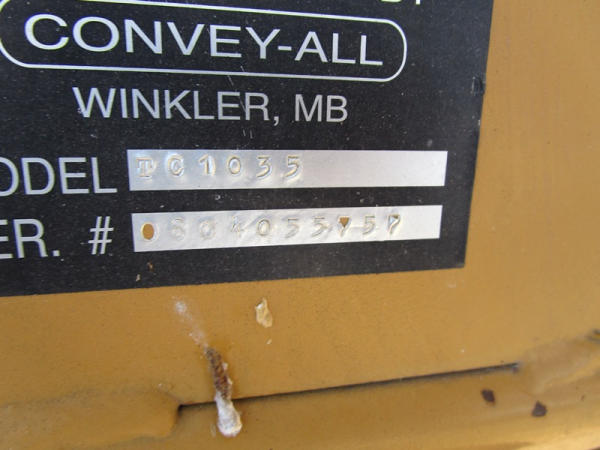 CONVEY-ALL
WINKLER, MB
ODEL TC1035
ER. #